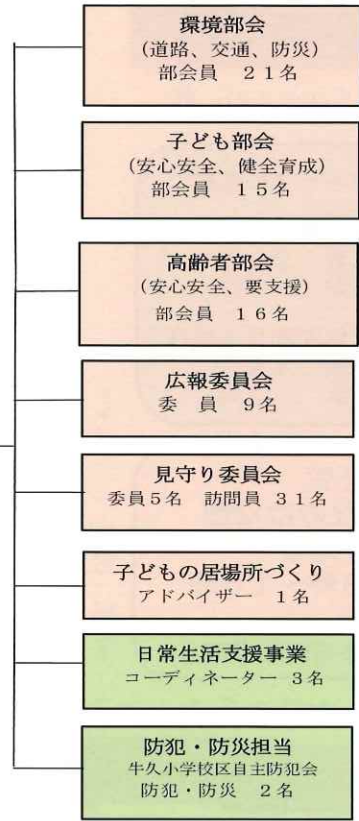 環境部会
(道路、交通、防災)
部会員 21名
子ども部会
(安心安全、健全育成)
部会員 15名
高齢者部会
(安心安全、要支援)
部会員 16名
広報委員会
委 員 9名
見守り委員会
委員5名 訪問員 31名
子どもの居場所づくり
アドバイザー 1名
日常生活支援事業
コーディネーター 3名
防犯・防災担当
牛久小学校区自主防犯会
防犯・防災 2名